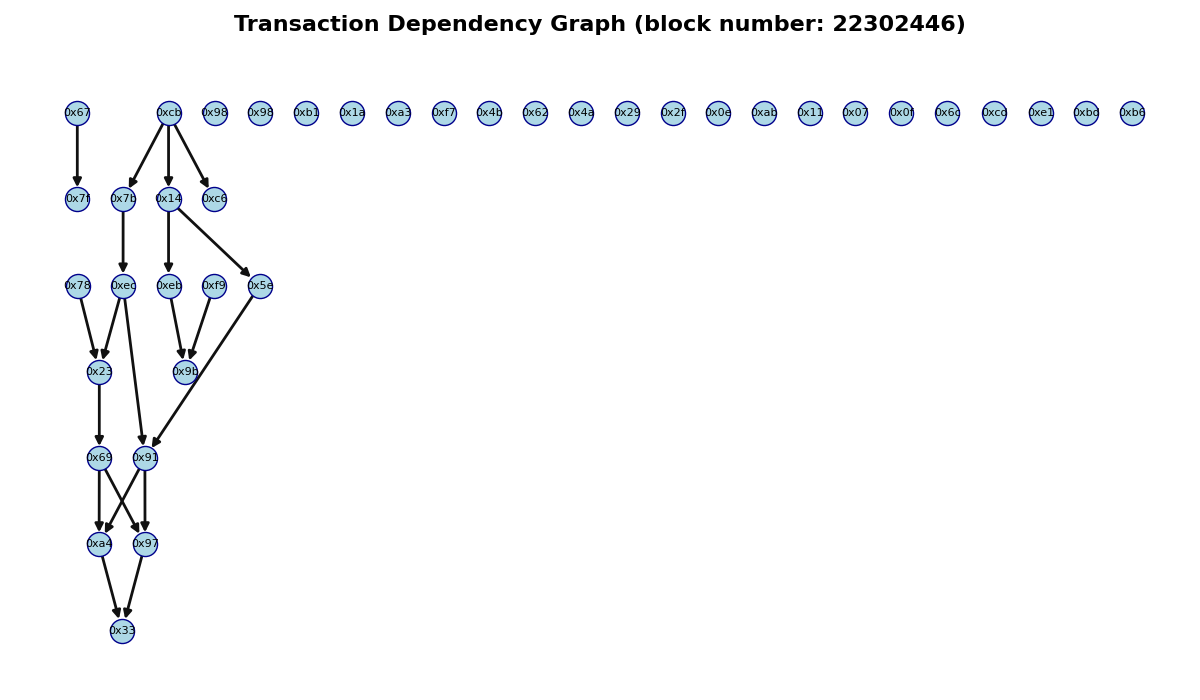 Transaction Dependency Graph (block number: 22302446)
0x67 0xcb 0x98 0x98 0xb1 0x1a 0xa3 0xf7 0x4b 0x62 0x4a 0x29 0x2f 0x0e 0xab 0x11 0x07 0x0f 0x6c 0xcd 0xe1 0xbd 0xb6
0x7f 0x7b 0x14 0xc6
0x78 0xec 0xeb 0xf9 0x5e
0x23 0x9b
0x69 0x91
0xa4 0x97
0x33